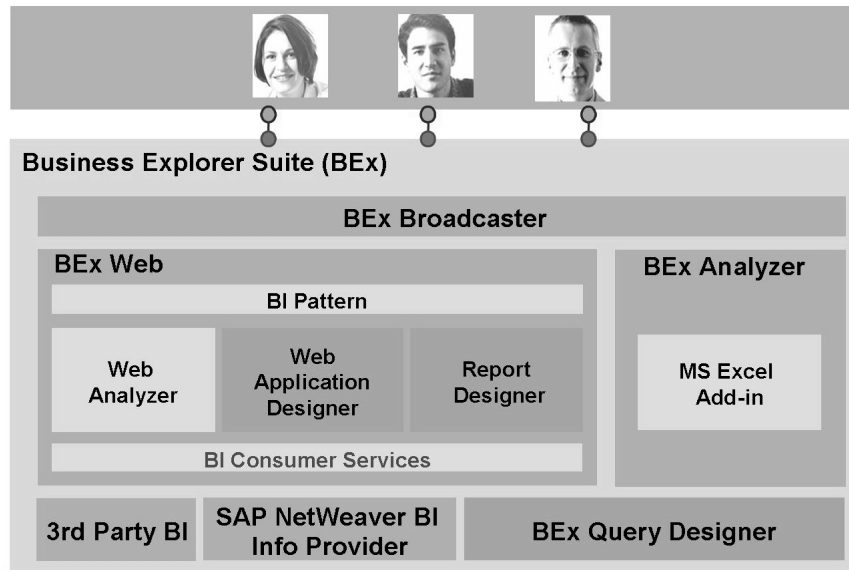 Business Explorer Suite (BEx)
BEx Broadcaster
BEx Web
BI Pattern
Web
Analyzer
Web
Application
Designer
Report
Designer
BI Consumer Services
BEx Analyzer
MS Excel
Add-in
3rd Party BI
SAP NetWeaver BI
Info Provider
BEx Query Designer